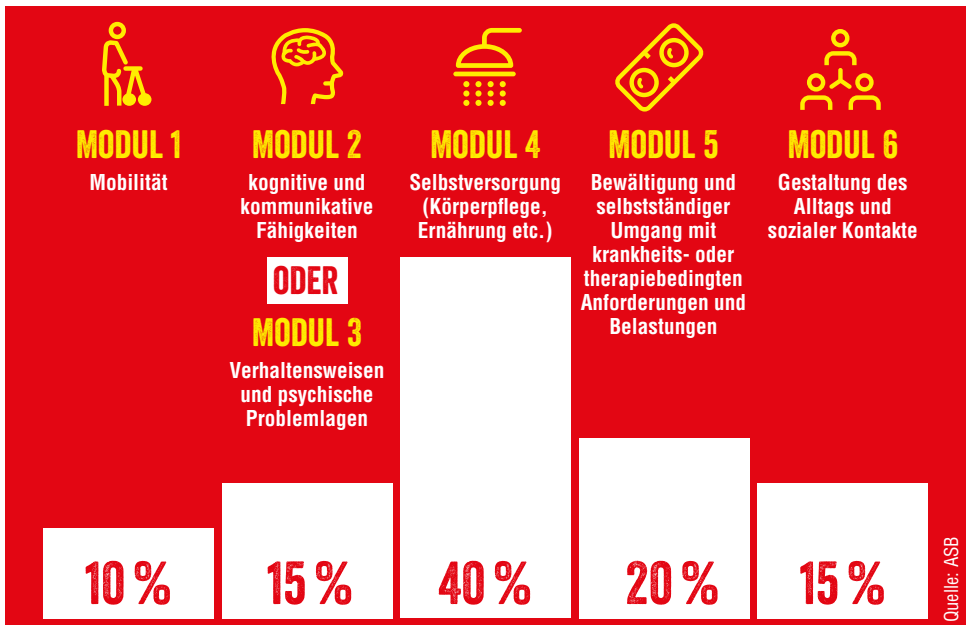 MODUL 1
Mobilität
MODUL 2
kognitive und
kommunikative
Fähigkeiten
ODER
MODUL 3
Verhaltensweisen
und psychische
Problemlagen
MODUL 4
Selbstversorgung
(Körperpflege,
Ernährung etc.)
MODUL 5
Bewältigung und
selbstständiger
Umgang mit
krankheits- oder
therapiebedingten
Anforderungen und
Belastungen
MODUL 6
Gestaltung des
Alltags und
sozialer Kontakte
10 %
15 %
40 %
20 %
15 %
Quelle: ASB